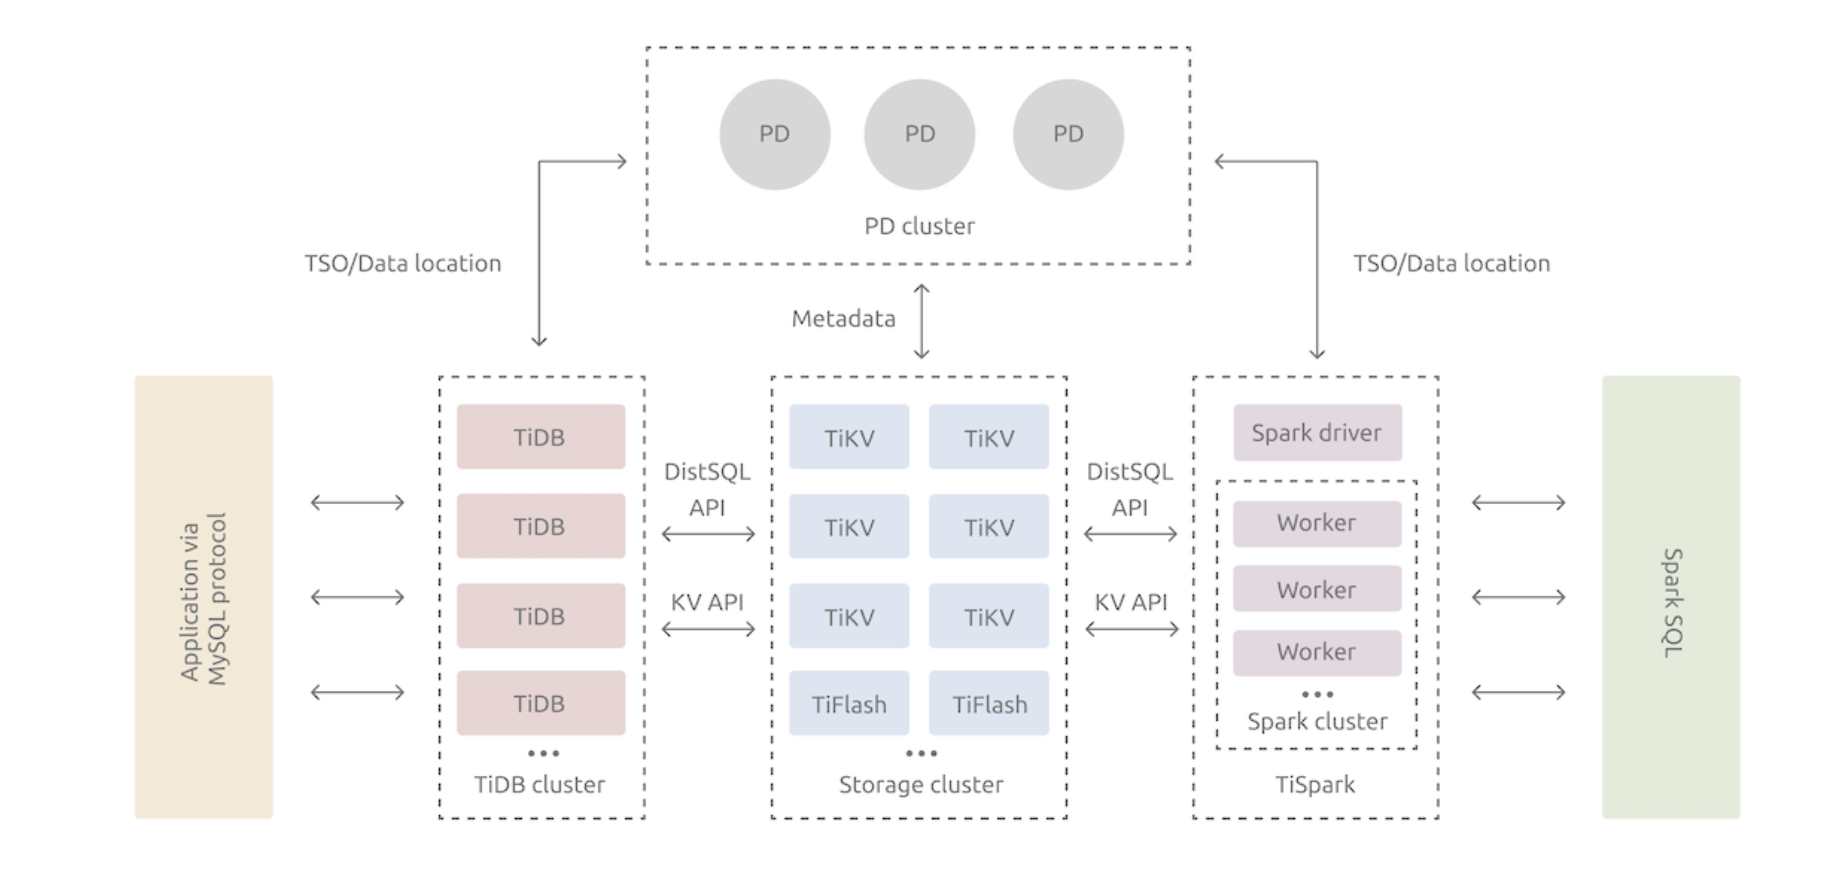 PD
PD
PD
PD cluster
TSO/Data location
TSO/Data location
Metadata
Application via
MySQL protocol
TiDB
TiDB
TiDB
TiDB
•••
TiDB cluster
DistSQL
API
KV API
TiKV
TiKV
TiKV
TiKV
TiKV
TiKV
TiFlash
TiFlash
•••
Storage cluster
DistSQL
API
KV API
Spark driver
Worker
Worker
Worker
•••
Spark cluster
TiSpark
Spark SQL